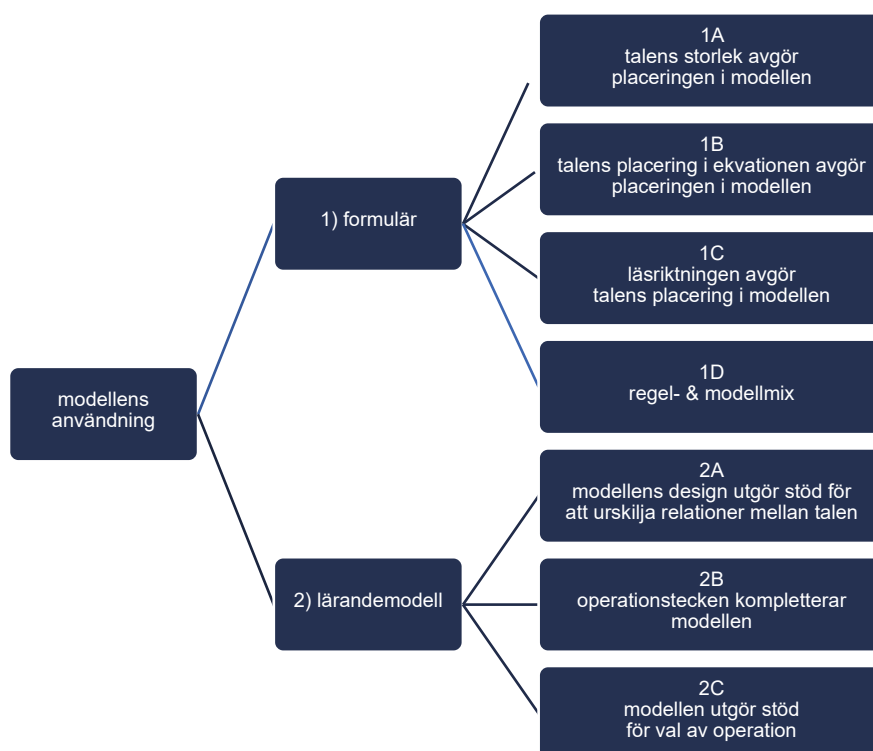 modellens
användning
1) formulär
1A
talens storlek avgör
placeringen i modellen
1B
talens placering i ekvationen avgör
placeringen i modellen
1C
läsriktningen avgör
talens placering i modellen
1D
regel- & modellmix
2) lärandemodell
2A
modellens design utgör stöd för
att urskilja relationer mellan talen
2B
operationstecken kompletterar
modellen
2C
modellen utgör stöd
för val av operation